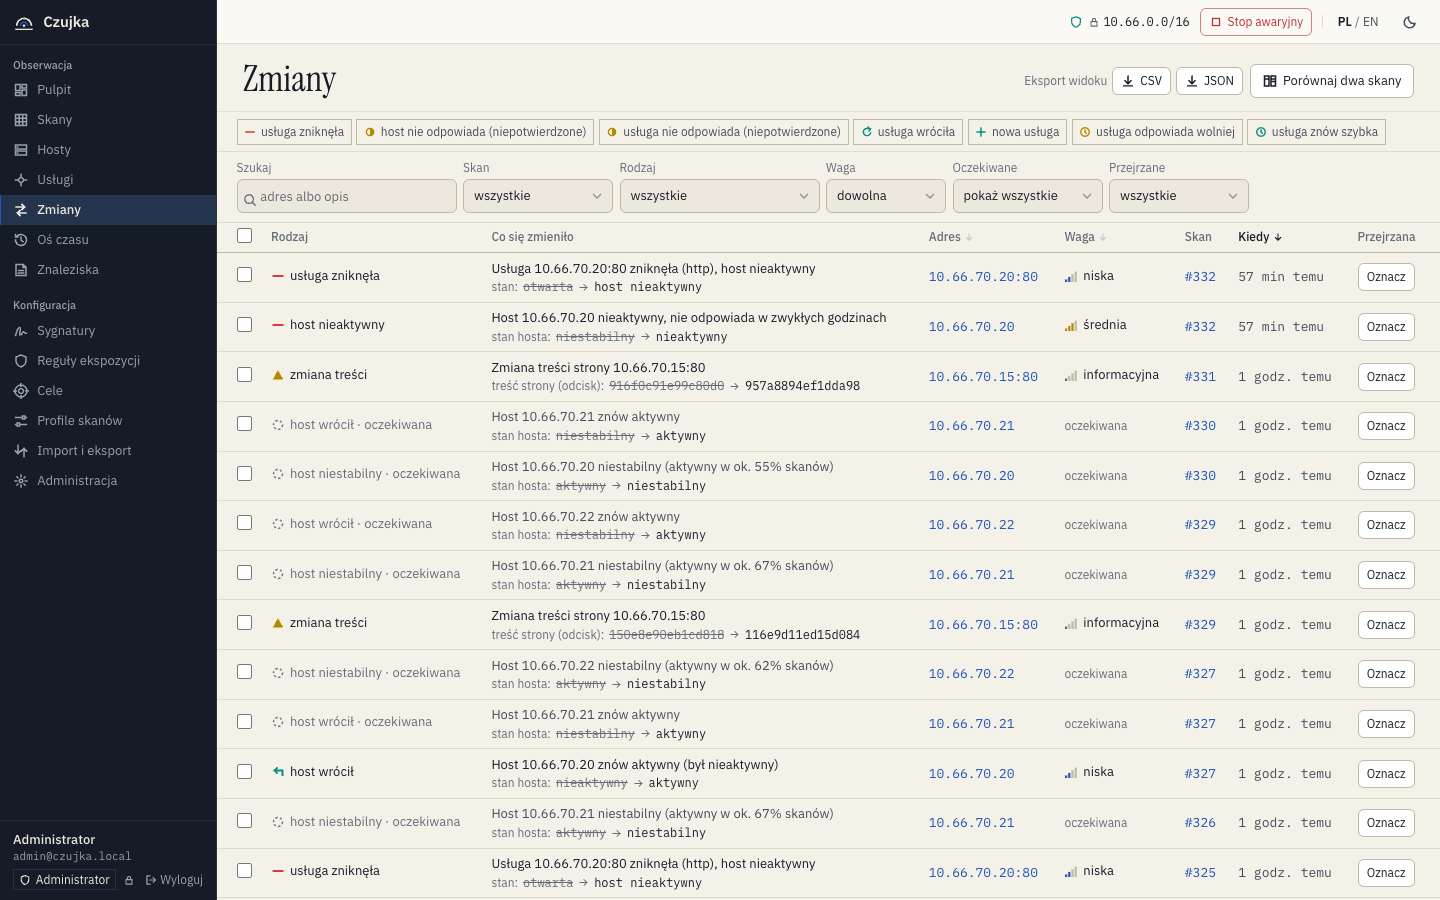 Czujka
Obserwacja
Pulpit
Skany
Hosty
Usługi
Zmiany
Oś czasu
Znaleziska
Konfiguracja
Sygnatury
Reguły ekspozycji
Cele
Profile skanów
Import i eksport
Administracja
Administrator
admin@czujka.local
Administrator Wyloguj
10.66.0.0/16 Stop awaryjny PL / EN
Zmiany
Eksport widoku CSV JSON Porównaj dwa skany
usługa zniknęła host nie odpowiada (niepotwierdzone) usługa nie odpowiada (niepotwierdzone) usługa wróciła nowa usługa usługa odpowiada wolniej usługa znów szybka
Szukaj Skan Rodzaj Waga Oczekiwane Przejrzane
adres albo opis wszystkie wszystkie dowolna pokaż wszystkie wszystkie
Rodzaj Co się zmieniło Adres ↓ Waga ↓ Skan Kiedy ↓ Przejrzana
usługa zniknęła Usługa 10.66.70.20:80 zniknęła (http), host nieaktywny 10.66.70.20:80 niska #332 57 min temu Oznacz
stan: otwarta → host nieaktywny
host nieaktywny Host 10.66.70.20 nieaktywny, nie odpowiada w zwykłych godzinach 10.66.70.20 średnia #332 57 min temu Oznacz
stan hosta: niestabilny → nieaktywny
zmiana treści Zmiana treści strony 10.66.70.15:80 10.66.70.15:80 informacyjna #331 1 godz. temu Oznacz
treść strony (odcisk): 916f0c91e99c80d0 → 957a8894ef1dda98
host wrócił · oczekiwana Host 10.66.70.21 znów aktywny 10.66.70.21 oczekiwana #330 1 godz. temu Oznacz
stan hosta: niestabilny → aktywny
host niestabilny · oczekiwana Host 10.66.70.20 niestabilny (aktywny w ok. 55% skanów) 10.66.70.20 oczekiwana #330 1 godz. temu Oznacz
stan hosta: aktywny → niestabilny
host wrócił · oczekiwana Host 10.66.70.22 znów aktywny 10.66.70.22 oczekiwana #329 1 godz. temu Oznacz
stan hosta: niestabilny → aktywny
host niestabilny · oczekiwana Host 10.66.70.21 niestabilny (aktywny w ok. 67% skanów) 10.66.70.21 oczekiwana #329 1 godz. temu Oznacz
stan hosta: aktywny → niestabilny
zmiana treści Zmiana treści strony 10.66.70.15:80 10.66.70.15:80 informacyjna #329 1 godz. temu Oznacz
treść strony (odcisk): 150e8e90eb1cd818 → 116e9d11ed15d084
host niestabilny · oczekiwana Host 10.66.70.22 niestabilny (aktywny w ok. 62% skanów) 10.66.70.22 oczekiwana #327 1 godz. temu Oznacz
stan hosta: aktywny → niestabilny
host wrócił · oczekiwana Host 10.66.70.21 znów aktywny 10.66.70.21 oczekiwana #327 1 godz. temu Oznacz
stan hosta: niestabilny → aktywny
host wrócił Host 10.66.70.20 znów aktywny (był nieaktywny) 10.66.70.20 niska #327 1 godz. temu Oznacz
stan hosta: nieaktywny → aktywny
host niestabilny · oczekiwana Host 10.66.70.21 niestabilny (aktywny w ok. 67% skanów) 10.66.70.21 oczekiwana #326 1 godz. temu Oznacz
stan hosta: aktywny → niestabilny
usługa zniknęła Usługa 10.66.70.20:80 zniknęła (http), host nieaktywny 10.66.70.20:80 niska #325 1 godz. temu Oznacz
stan: otwarta → host nieaktywny